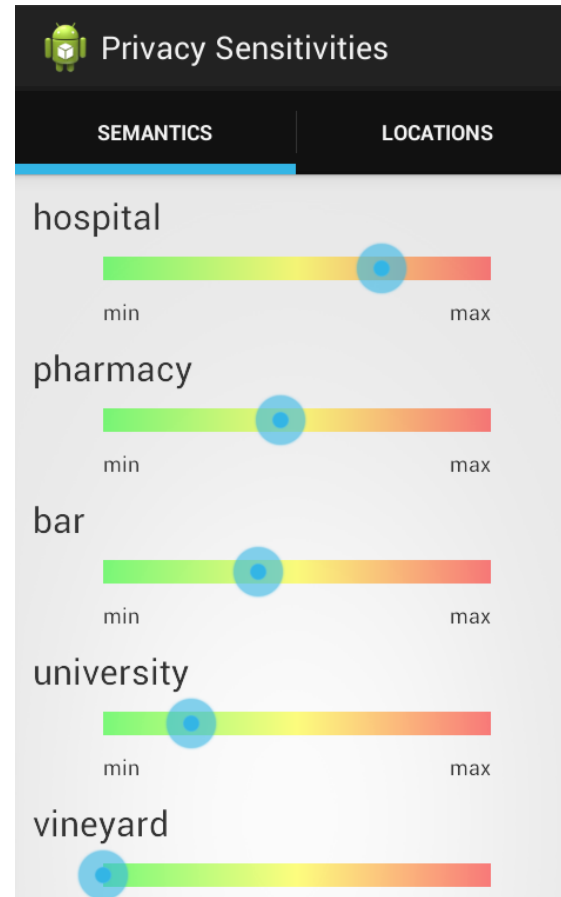 Privacy Sensitivities
SEMANTICS LOCATIONS
hospital
min max
pharmacy
min max
bar
min max
university
min max
vineyard